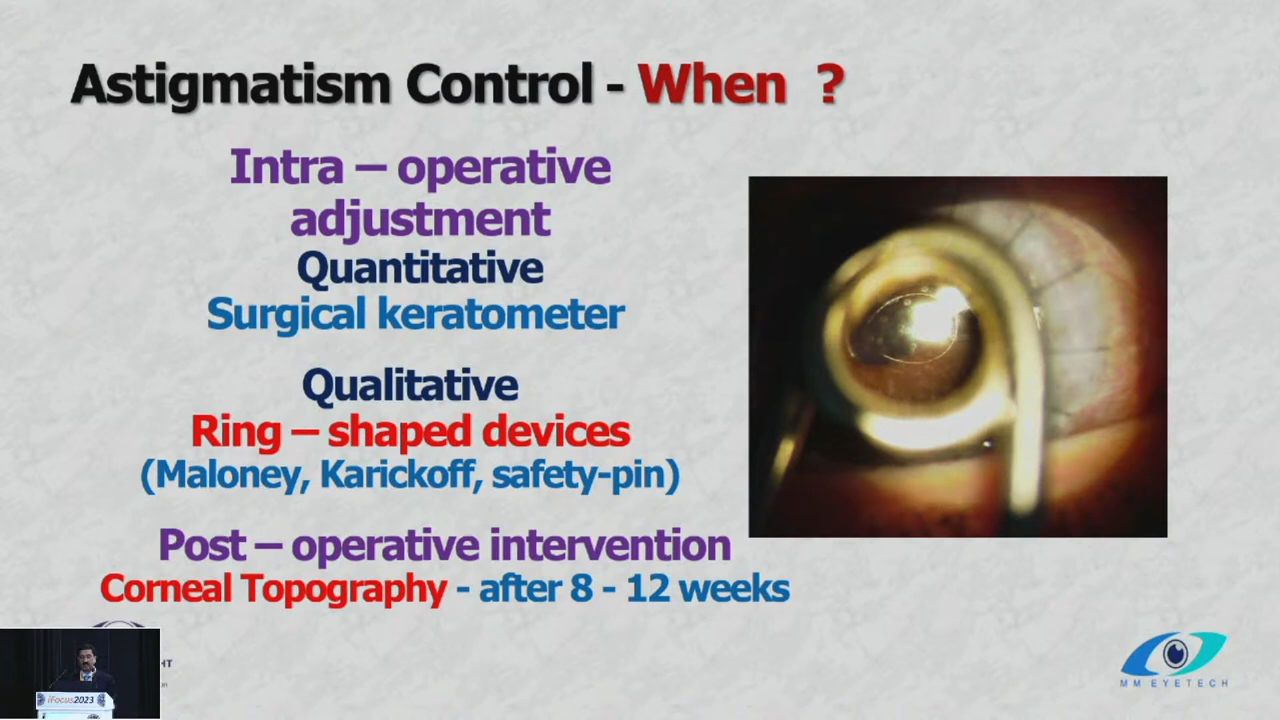 Astigmatism Control - When ?
Intra – operative
adjustment
Quantitative
Surgical keratometer
Qualitative
Ring – shaped devices
(Maloney, Karickoff, safety-pin)
Post – operative intervention
Corneal Topography - after 8 - 12 weeks
iFocus2023
MM EYETECH